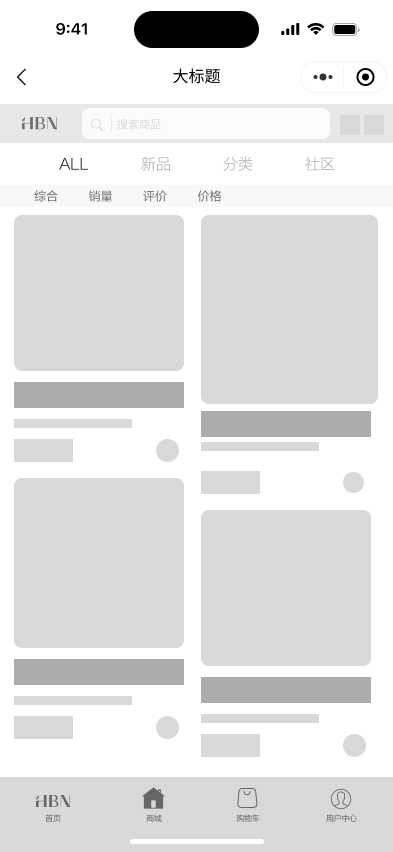 9:41
大标题
HBN
搜索商品
ALL 新品 分类 社区
综合 销量 评价 价格
HBN
首页 商城 购物车 用户中心